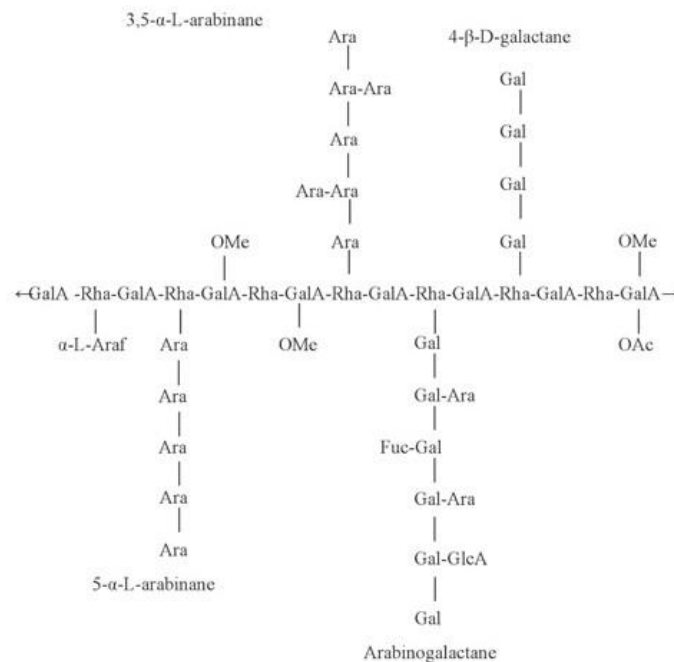 3,5-α-L-arabinane Ara 4-β-D-galactane
Ara-Ara Gal
Gal
Ara
Gal
Ara-Ara
OMe Ara Gal OMe
←GalA -Rha-GalA-Rha-GalA-Rha-GalA-Rha-GalA-Rha-GalA-Rha-GalA-Rha-GalA—
α-L-Araf Ara OMe Gal OAc
Ara Gal-Ara
Ara Fuc-Gal
Ara Gal-Ara
Ara Gal-GlcA
5-α-L-arabinane
Gal
Arabinogalactane